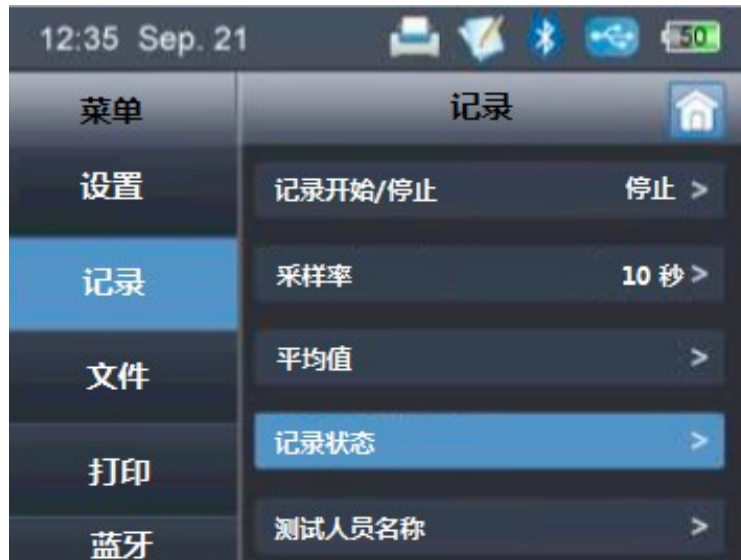 12:35 Sep. 21 50
菜单
记录
设置
记录开始/停止 停止 >
记录
采样率 10 秒 >
平均值 >
文件
记录状态 >
打印
测试人员名称 >
蓝牙